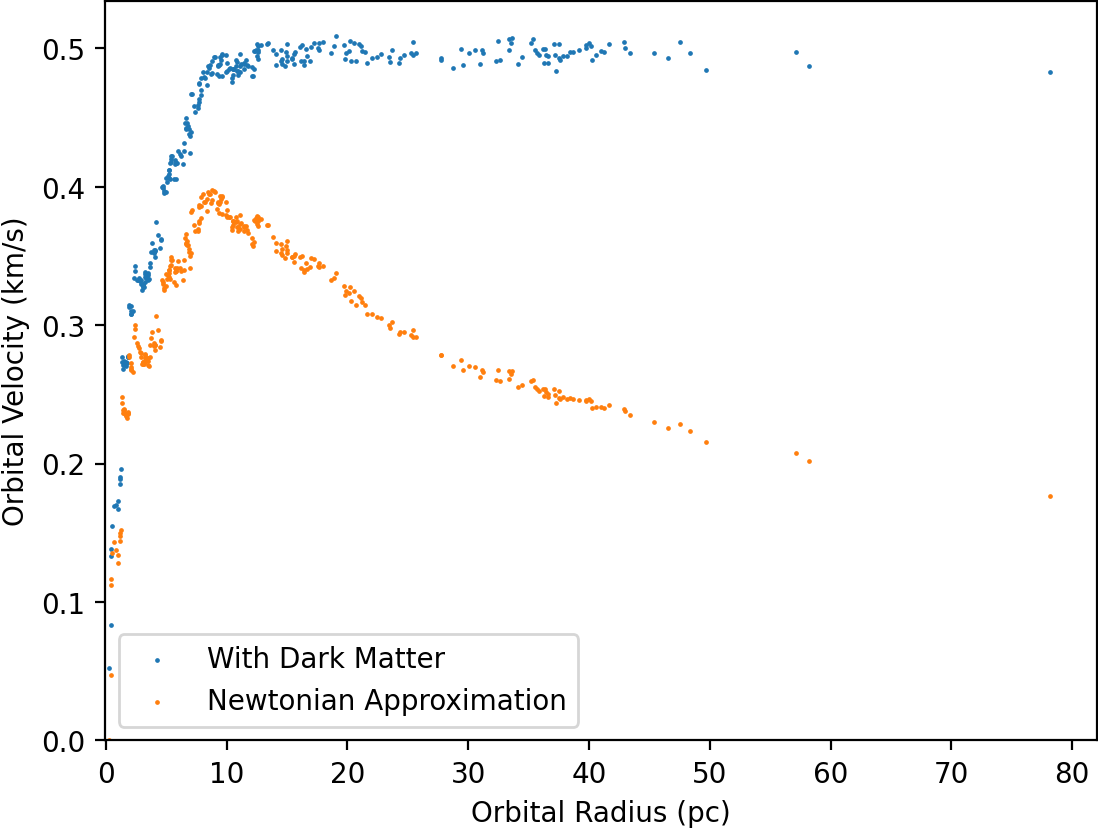 0.5
0.4
0.3
0.2
0.1
0.0
Orbital Velocity (km/s)
With Dark Matter
Newtonian Approximation
0 10 20 30 40 50 60 70 80
Orbital Radius (pc)